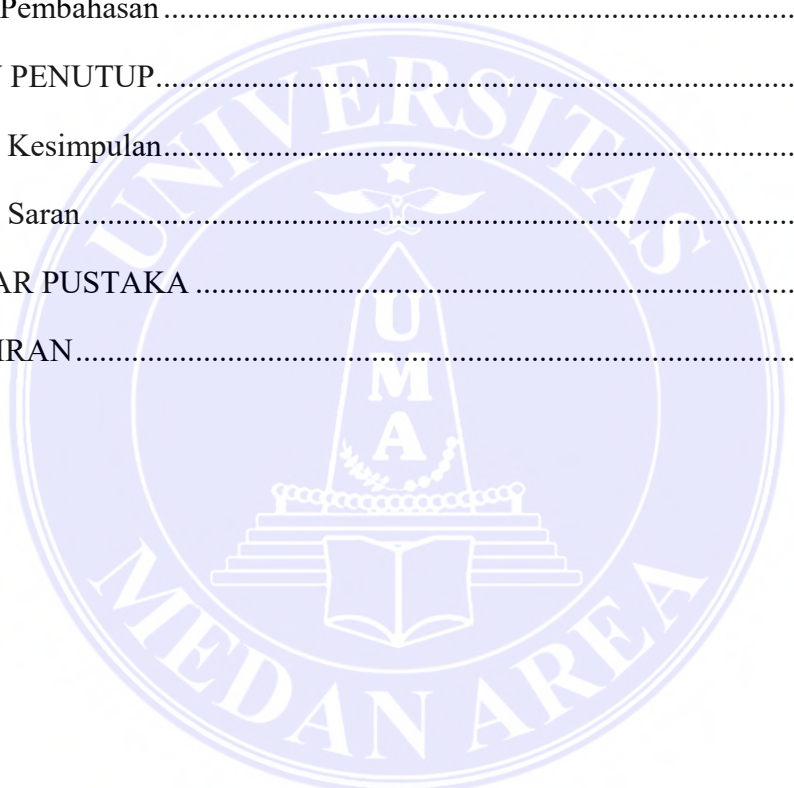 Pembahasan ........................................................................................
PENUTUP ........................................................................................
Kesimpulan ........................................................................................
Saran ........................................................................................
AR PUSTAKA ........................................................................................
IRAN ........................................................................................
UNIVERSITAS
UMA
MEDAN AREA